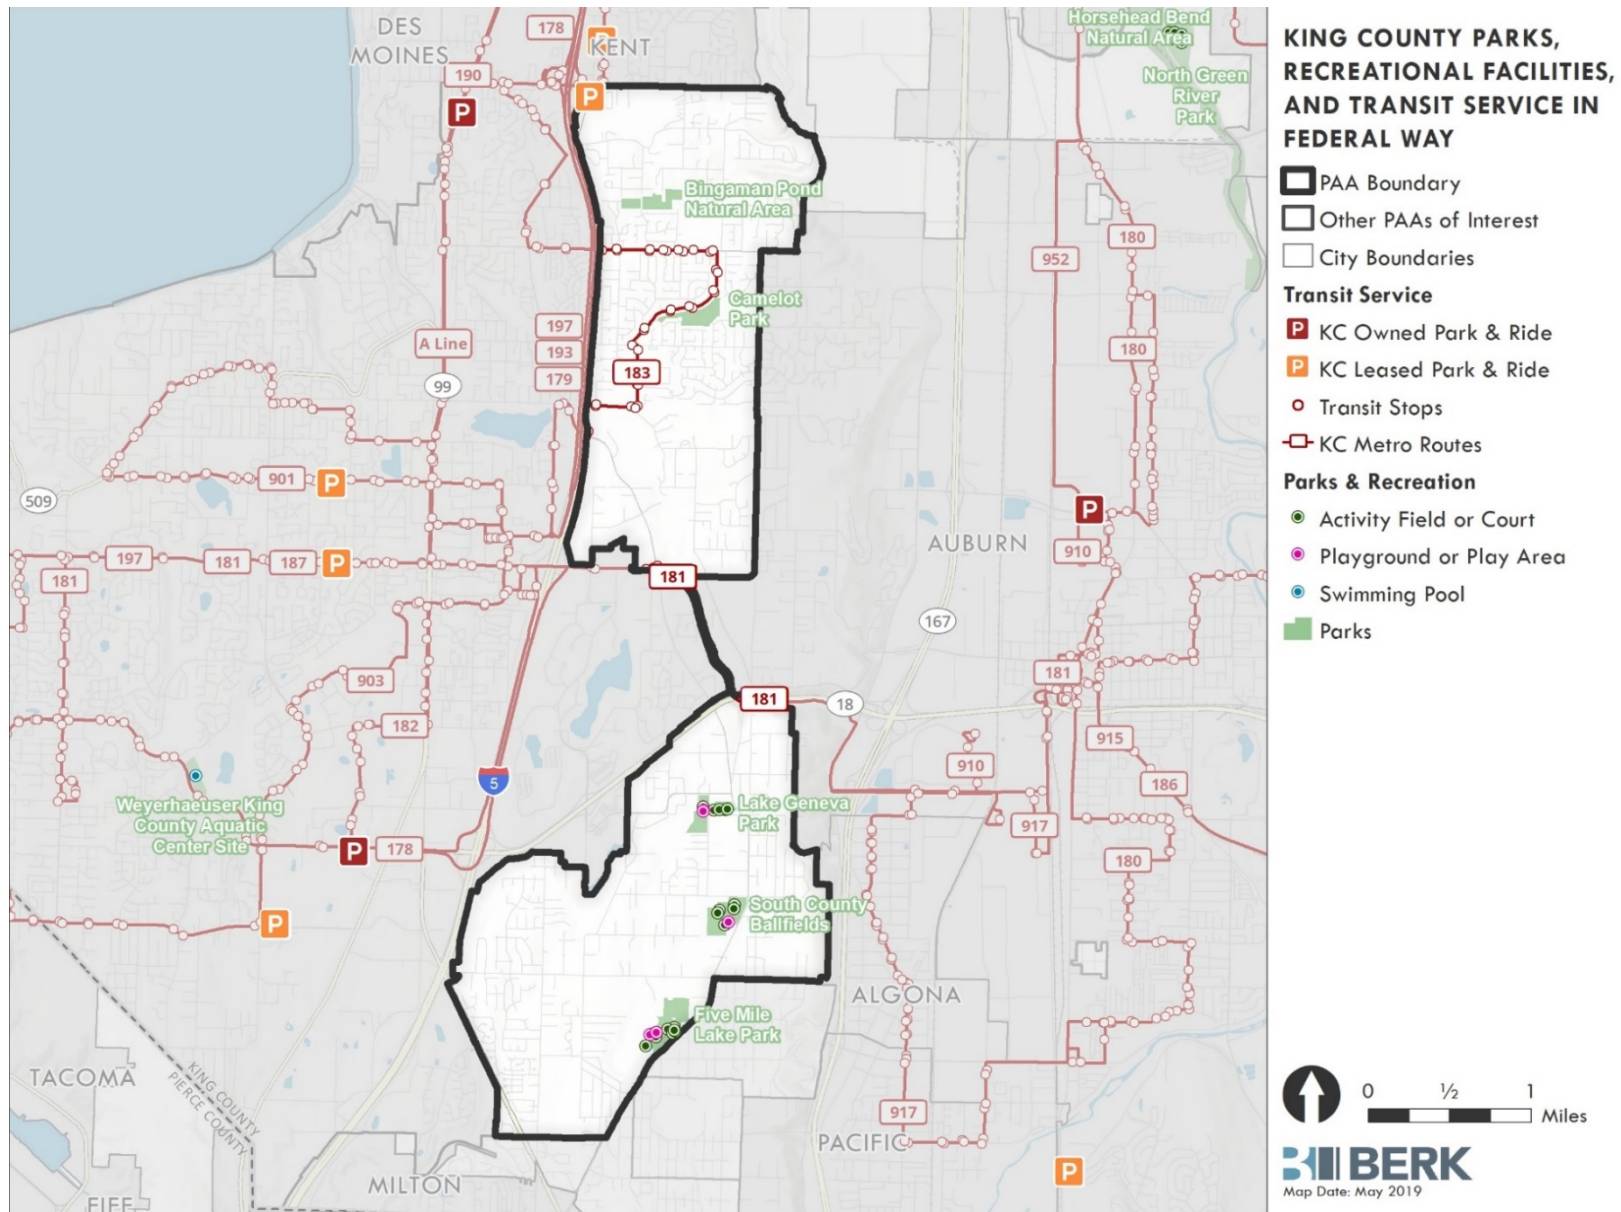 DES
MOINES
178
KENT
190
P
P
Horsehead Bend
Natural Area
North Green
River
Park
Bingaman Pond
Natural Area
952
180
Camelot
Park
197
193
179
A Line
99
183
180
901
P
509
P
910
AUBURN
197
181
187
P
181
181
167
903
182
181
18
181
915
910
186
5
Weyerhaeuser King
County Aquatic
Center Site
P
178
Lake Geneva
Park
917
180
P
South County
Ballfields
ALGONA
Five Mile
Lake Park
TACOMA
KING COUNTY
PIERCE COUNTY
917
PACIFIC
P
MILTON
FIFE
KING COUNTY PARKS,
RECREATIONAL FACILITIES,
AND TRANSIT SERVICE IN
FEDERAL WAY
PAA Boundary
Other PAAs of Interest
City Boundaries
Transit Service
P KC Owned Park & Ride
P KC Leased Park & Ride
Transit Stops
KC Metro Routes
Parks & Recreation
Activity Field or Court
Playground or Play Area
Swimming Pool
Parks
0 ½ 1
Miles
BERK
Map Date: May 2019